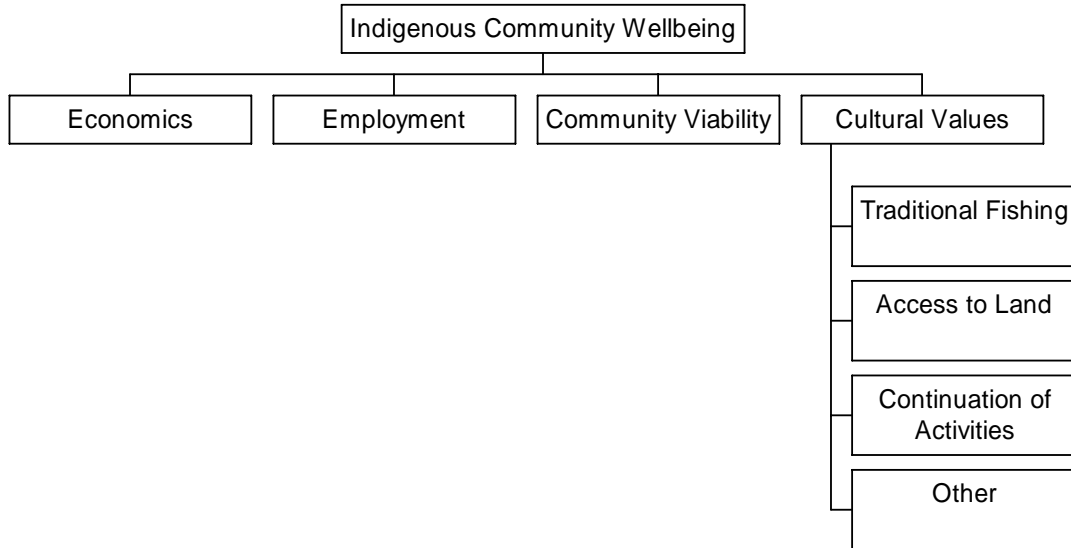 Indigenous Community Wellbeing
Economics
Employment
Community Viability
Cultural Values
Traditional Fishing
Access to Land
Continuation of
Activities
Other